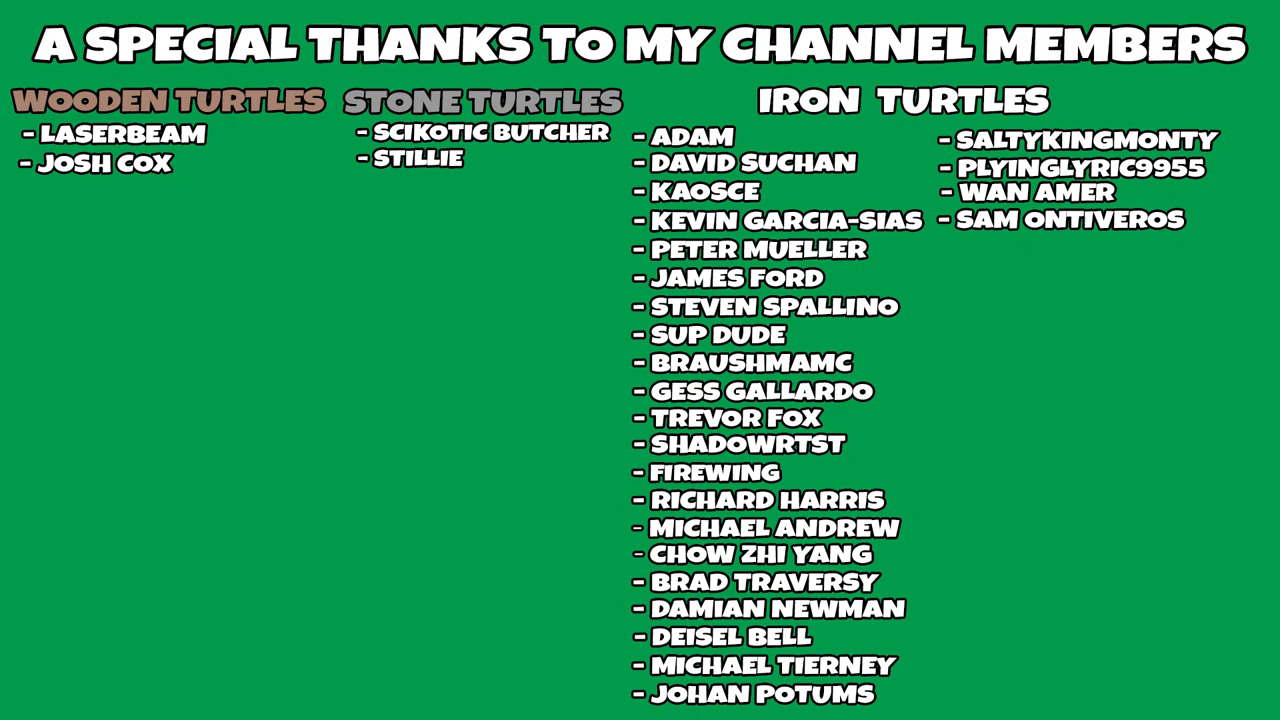 A SPECIAL THANKS TO MY CHANNEL MEMBERS
WOODEN TURTLES
- LASERBEAM
- JOSH COX
STONE TURTLES
- SCIKOTIC BUTCHER
- STILLIE
IRON TURTLES
- ADAM
- DAVID SUCHAN
- KAOSCE
- KEVIN GARCIA-SIAS
- PETER MUELLER
- JAMES FORD
- STEVEN SPALLINO
- SUP DUDE
- BRAUSHMAMC
- GESS GALLARDO
- TREVOR FOX
- SHADOWRTST
- FIREWING
- RICHARD HARRIS
- MICHAEL ANDREW
- CHOW ZHI YANG
- BRAD TRAVERSY
- DAMIAN NEWMAN
- DEISEL BELL
- MICHAEL TIERNEY
- JOHAN POTUMS
- SALTYKINGMONTY
- PLYINGLYRIC9955
- WAN AMER
- SAM ONTIVEROS